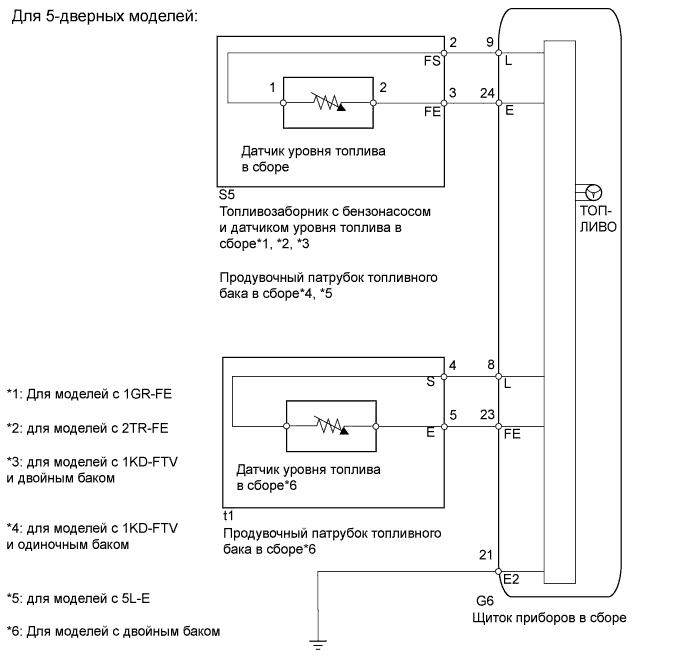 Для 5-дверных моделей:
2
9
FS
L
1
2
3
24
FE
E
Датчик уровня топлива
в сборе
S5
Топливозаборник с бензонасосом
и датчиком уровня топлива в
сборе*1, *2, *3
ТОП-
ЛИВО
Продувочный патрубок топливного
бака в сборе*4, *5
4
8
S
L
5
23
E
FE
Датчик уровня топлива
в сборе*6
t1
Продувочный патрубок топливного
бака в сборе*6
*1: Для моделей с 1GR-FE
*2: для моделей с 2TR-FE
*3: для моделей с 1KD-FTV
и двойным баком
*4: для моделей с 1KD-FTV
и одиночным баком
*5: для моделей с 5L-E
*6: Для моделей с двойным баком
21
E2
G6
Щиток приборов в сборе